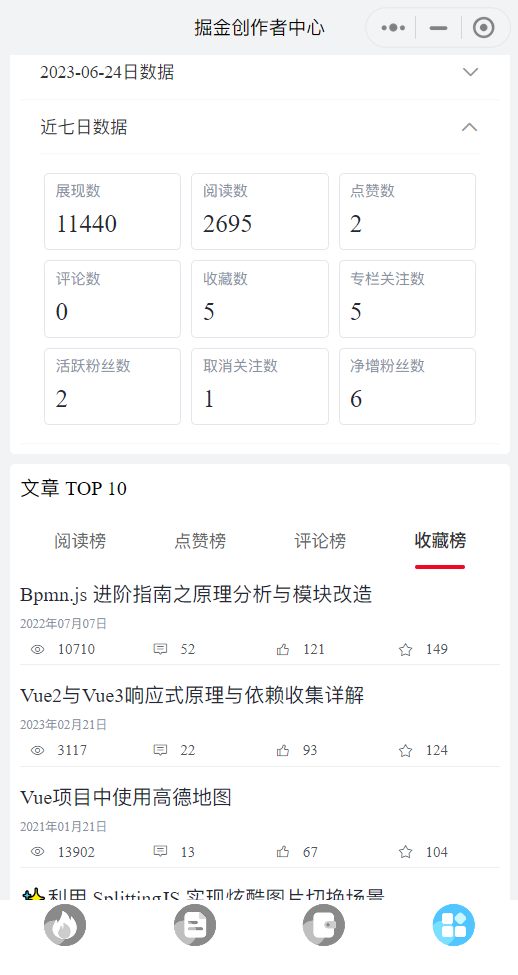 掘金创作者中心
2023-06-24日数据
近七日数据
展现数 阅读数 点赞数
11440 2695 2
评论数 收藏数 专栏关注数
0 5 5
活跃粉丝数 取消关注数 净增粉丝数
2 1 6
文章 TOP 10
阅读榜 点赞榜 评论榜 收藏榜
Bpmn.js 进阶指南之原理分析与模块改造
2022年07月07日
10710 52 121 149
Vue2与Vue3响应式原理与依赖收集详解
2023年02月21日
3117 22 93 124
Vue项目中使用高德地图
2021年01月21日
13902 13 67 104
✨利用 SplittingJS 实现炫酷图片切换场景